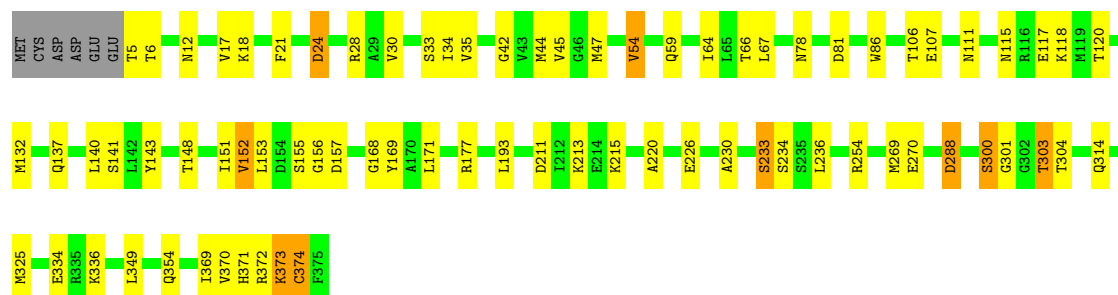 MET CYS ASP ASP GLU GLU T5 T6 N12 V17 K18 F21 D24 R28 A29 V30 S33 I34 V35 G42 V43 M44 V45 G46 M47 V54 Q59 I64 L65 T66 L67 N78 D81 W86 T106 E107 N111 N115 R116 E117 K118 M119 T120
M132 Q137 L140 S141 L142 Y143 T148 I151 V152 L153 D154 S155 G156 D157 G168 Y169 A170 L171 R177 L193 D211 I212 K213 E214 K215 A220 E226 A230 S233 S234 S235 L236 R254 M269 E270 D288 S300 G301 G302 T303 T304 Q314
M325 E334 R335 K336 L349 Q354 I369 V370 H371 R372 K373 C374 F375